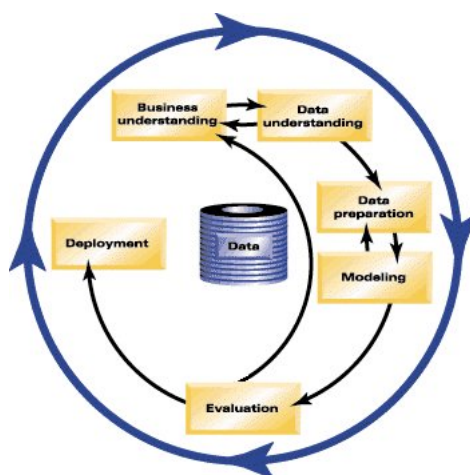 Business
understanding
Data
understanding
Data
preparation
Modeling
Evaluation
Deployment
Data